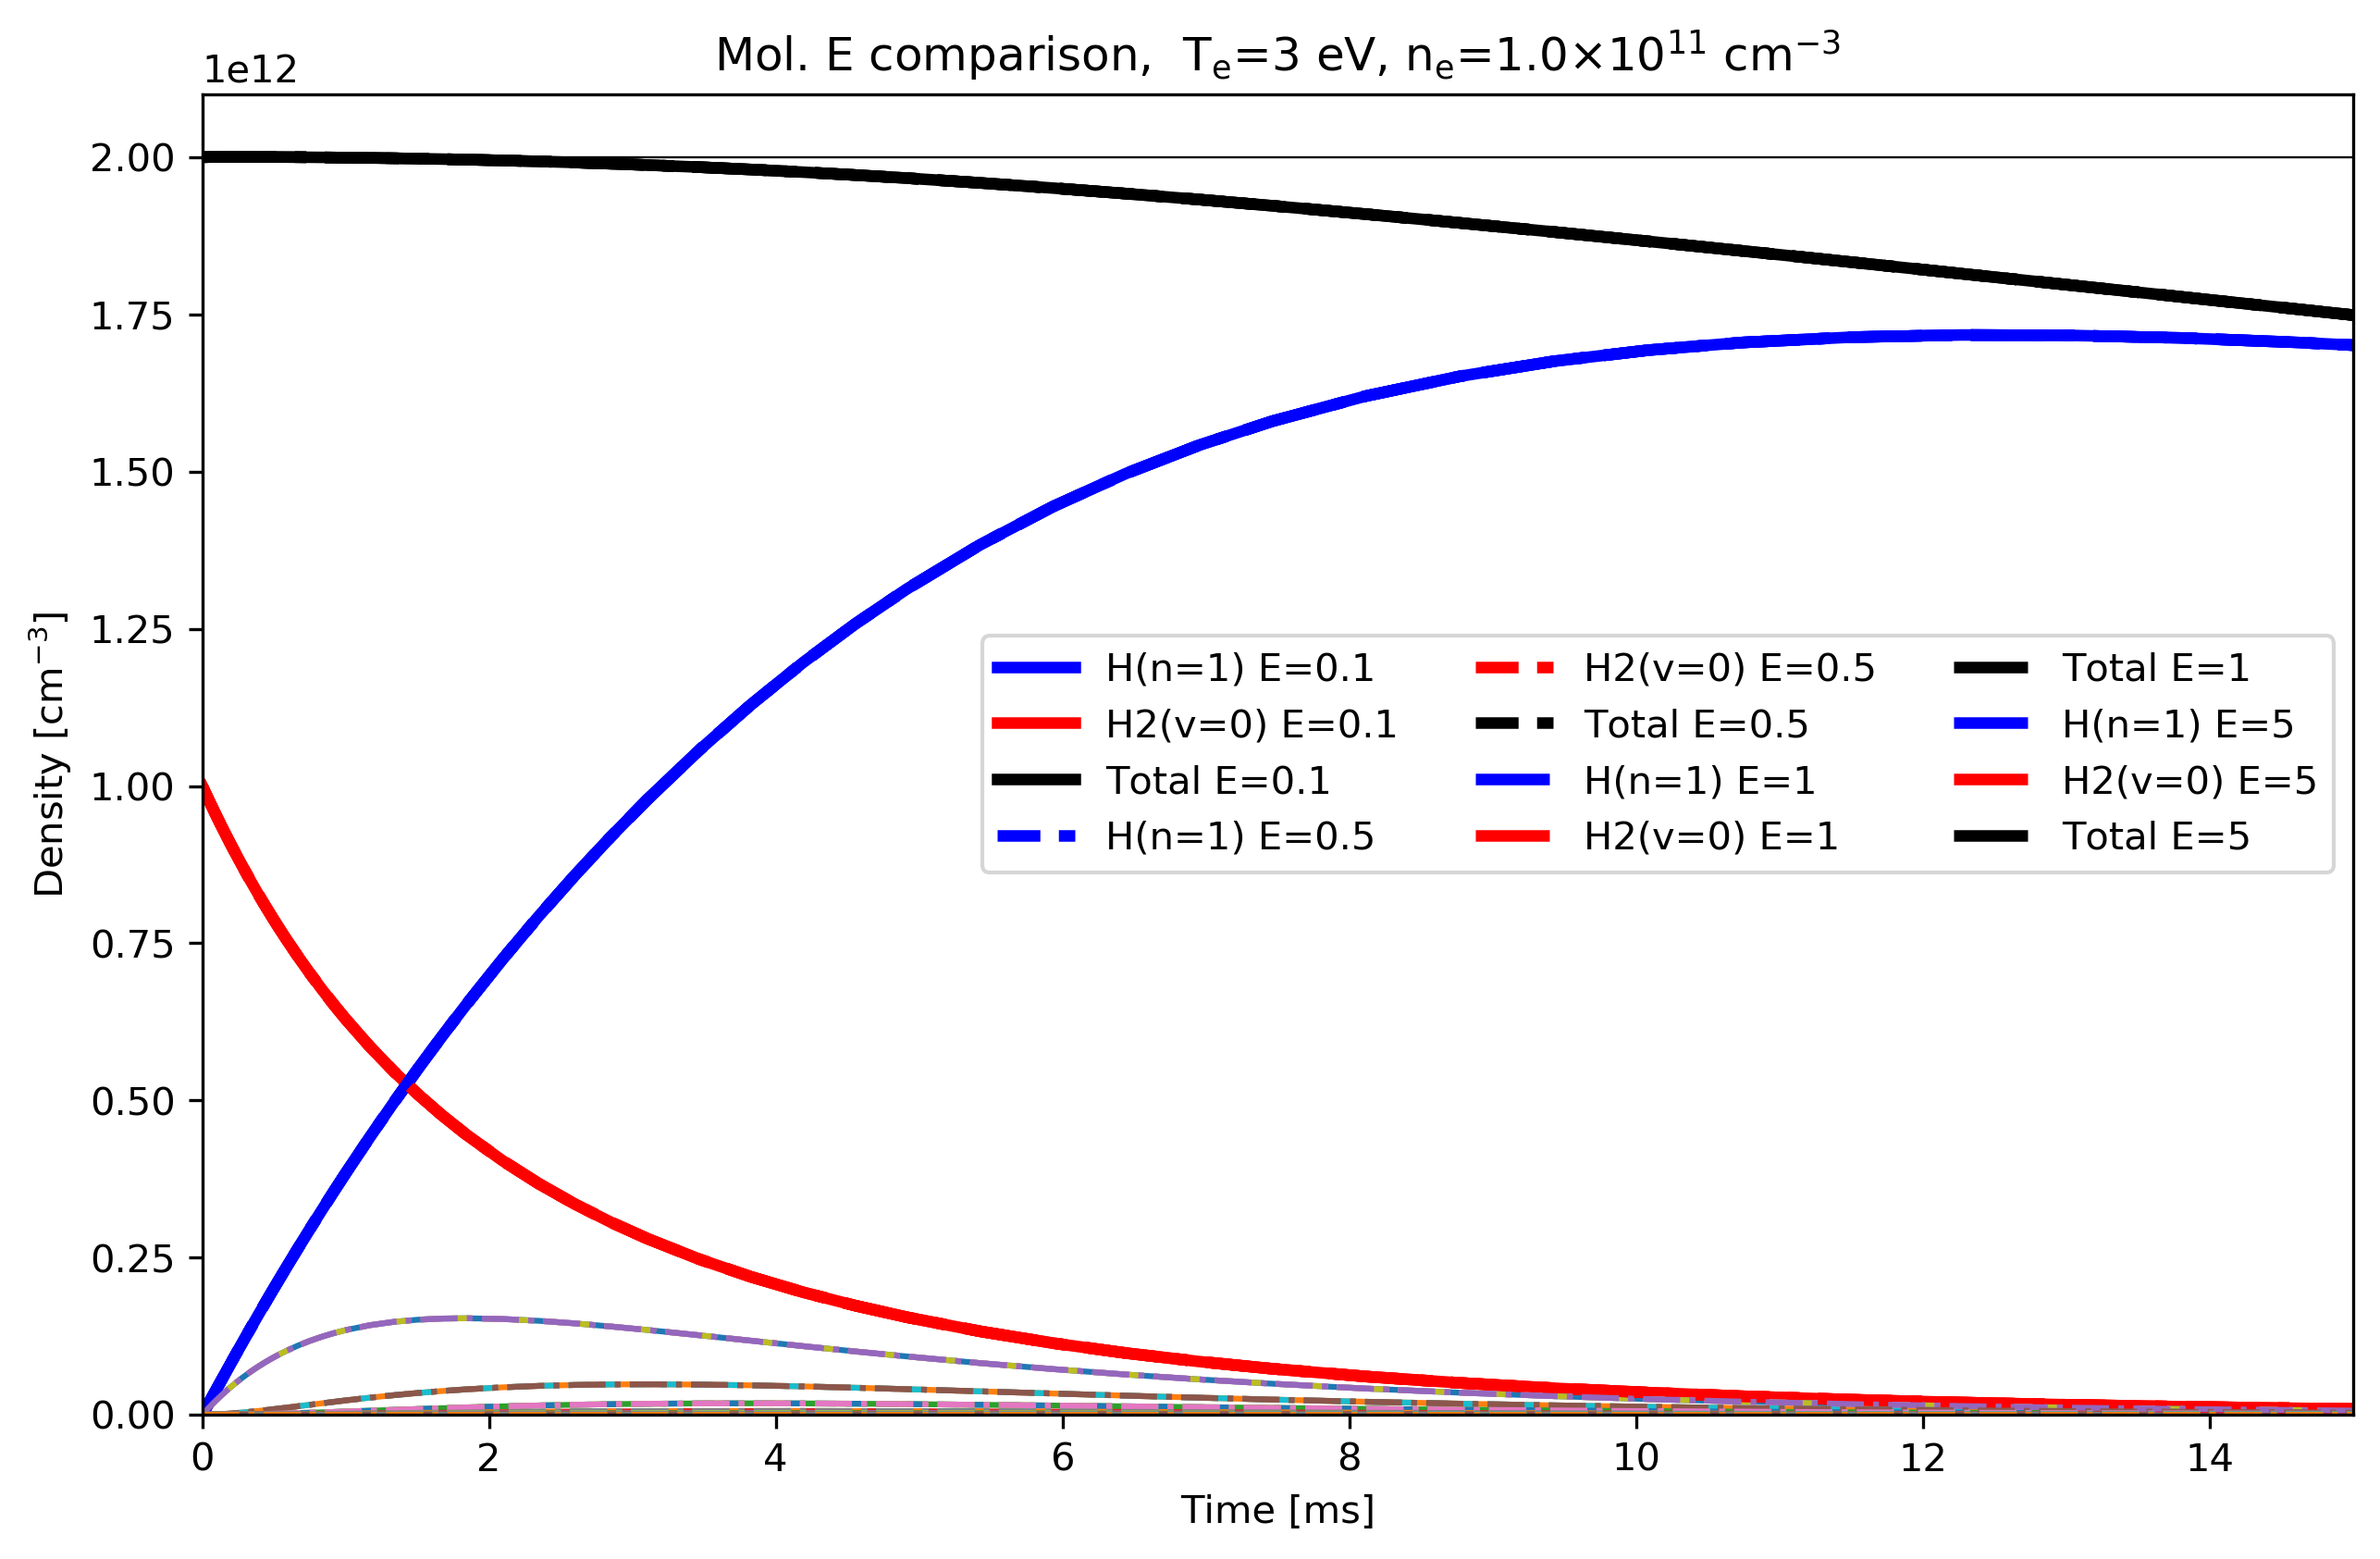 Mol. E comparison,  Tₑ=3 eV, nₑ=1.0×10¹¹ cm⁻³
1e12
2.00
1.75
1.50
1.25
1.00
0.75
0.50
0.25
0.00
Density [cm⁻³]
H(n=1) E=0.1
H2(v=0) E=0.1
Total E=0.1
H(n=1) E=0.5
H2(v=0) E=0.5
Total E=0.5
H(n=1) E=1
H2(v=0) E=1
Total E=1
H(n=1) E=5
H2(v=0) E=5
Total E=5
0 2 4 6 8 10 12 14
Time [ms]